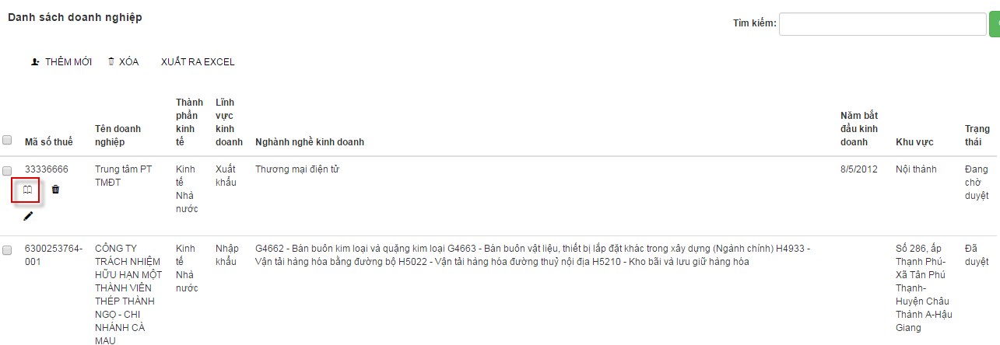 Danh sách doanh nghiệp
Tìm kiếm:
THÊM MỚI XÓA XUẤT RA EXCEL
Mã số thuế
Tên doanh
nghiệp
Thành
phần
kinh
tế
Lĩnh
vực
kinh
doanh
Nghành nghề kinh doanh
Năm bắt
đầu kinh
doanh
Khu vực
Trạng
thái
33336666
Trung tâm PT
TMĐT
Kinh
tế
Nhà
nước
Xuất
khẩu
Thương mại điện tử
8/5/2012
Nội thành
Đang
chờ
duyệt
6300253764-
001
CÔNG TY
TRÁCH NHIỆM
HỮU HẠN MỘT
THÀNH VIÊN
THÉP THÀNH
NGỌ - CHI
NHÁNH CÀ
MAU
Kinh
tế
Nhà
nước
Nhập
khẩu
G4662 - Bán buôn kim loại và quặng kim loại G4663 - Bán buôn vật liệu, thiết bị lắp đặt khác trong xây dựng (Ngành chính) H4933 -
Vận tải hàng hóa bằng đường bộ H5022 - Vận tải hàng hóa đường thuỷ nội địa H5210 - Kho bãi và lưu giữ hàng hóa
Số 286, ấp
Thạnh Phú-
Xã Tân Phú
Thạnh-
Huyện Châu
Thành A-Hậu
Giang
Đã
duyệt